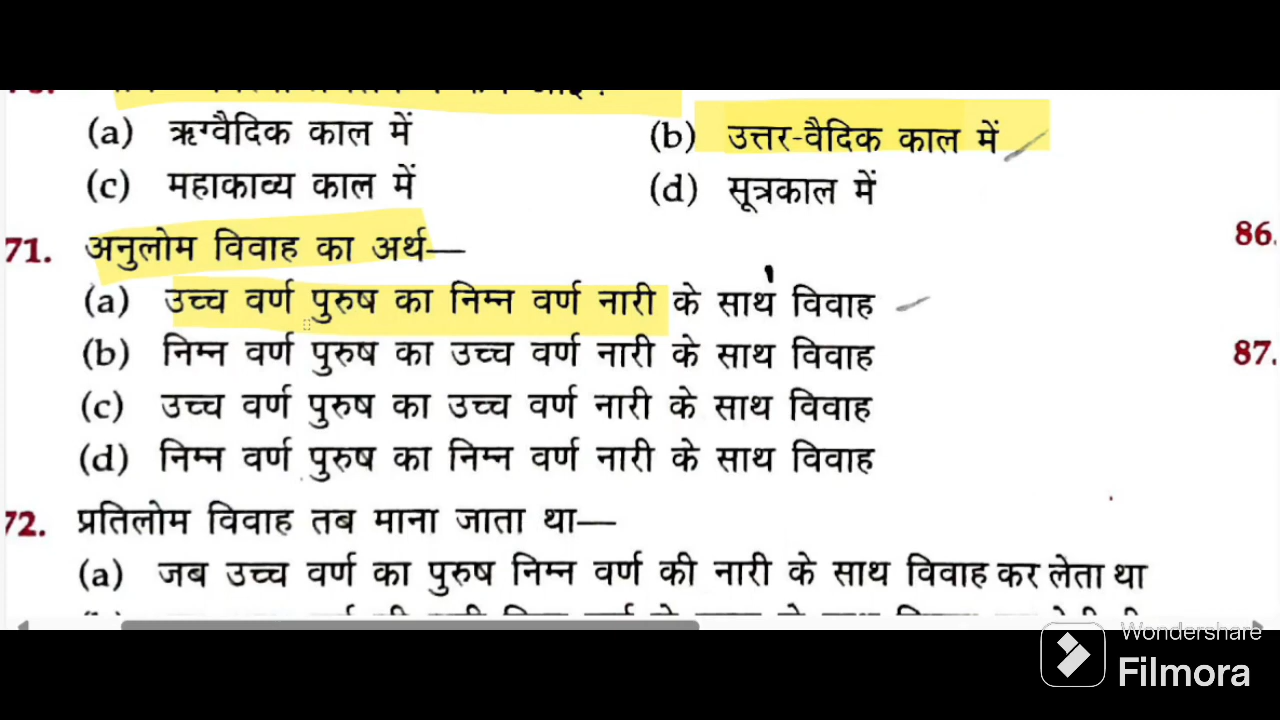 (a) ऋग्वैदिक काल में (b) उत्तर-वैदिक काल में
(c) महाकाव्य काल में (d) सूत्रकाल में
71. अनुलोम विवाह का अर्थ— 86.
(a) उच्च वर्ण पुरुष का निम्न वर्ण नारी के साथ विवाह
(b) निम्न वर्ण पुरुष का उच्च वर्ण नारी के साथ विवाह 87.
(c) उच्च वर्ण पुरुष का उच्च वर्ण नारी के साथ विवाह
(d) निम्न वर्ण पुरुष का निम्न वर्ण नारी के साथ विवाह
72. प्रतिलोम विवाह तब माना जाता था—
(a) जब उच्च वर्ण का पुरुष निम्न वर्ण की नारी के साथ विवाह कर लेता था
Wondershare
Filmora